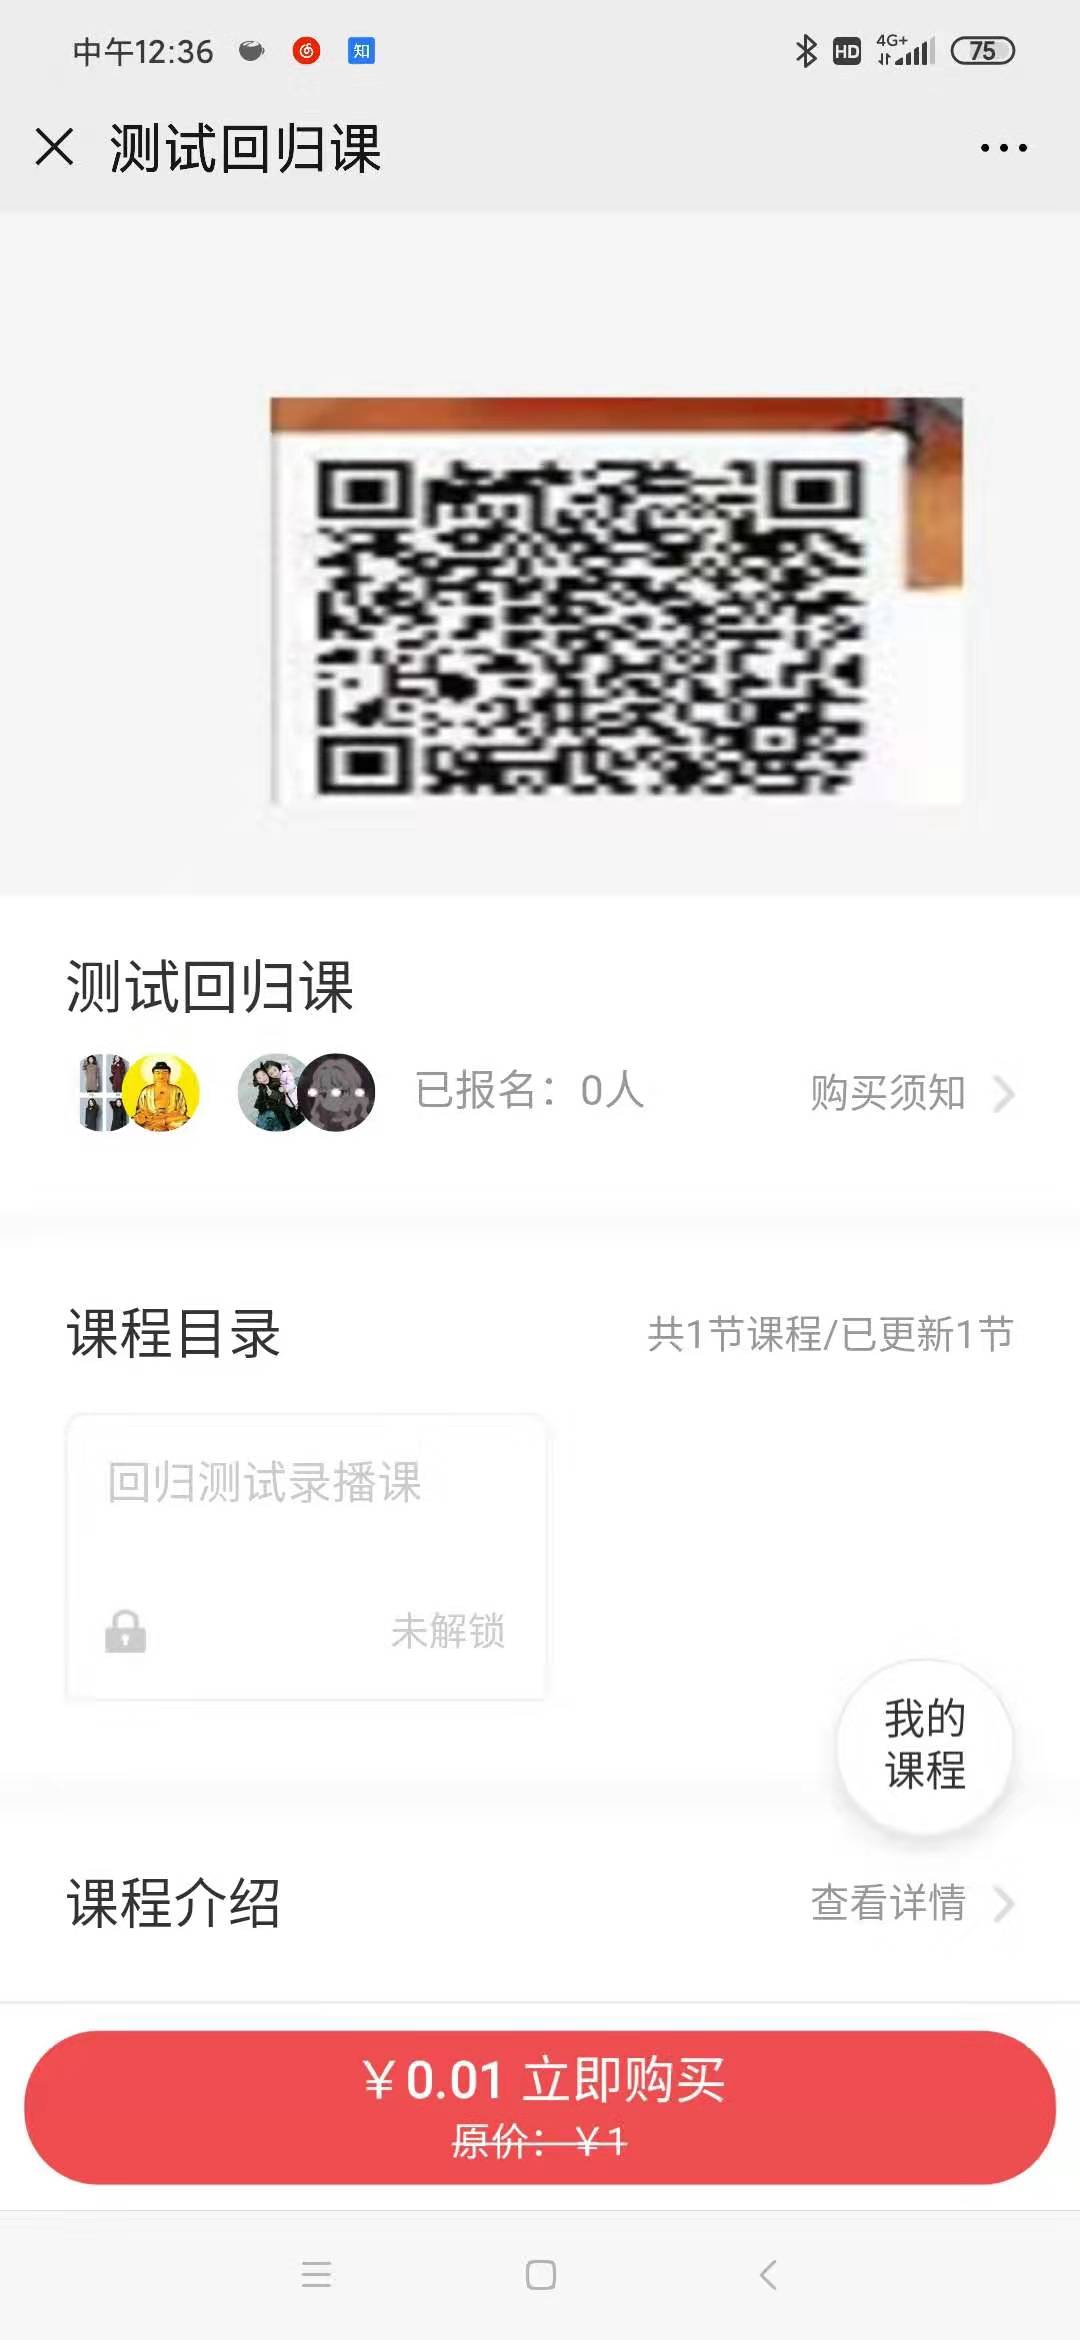 中午12:36
知
HD
4G+
75
测试回归课
测试回归课
已报名：0人
购买须知
课程目录
共1节课程/已更新1节
回归测试录播课
未解锁
我的
课程
课程介绍
查看详情
￥0.01 立即购买
原价：￥1